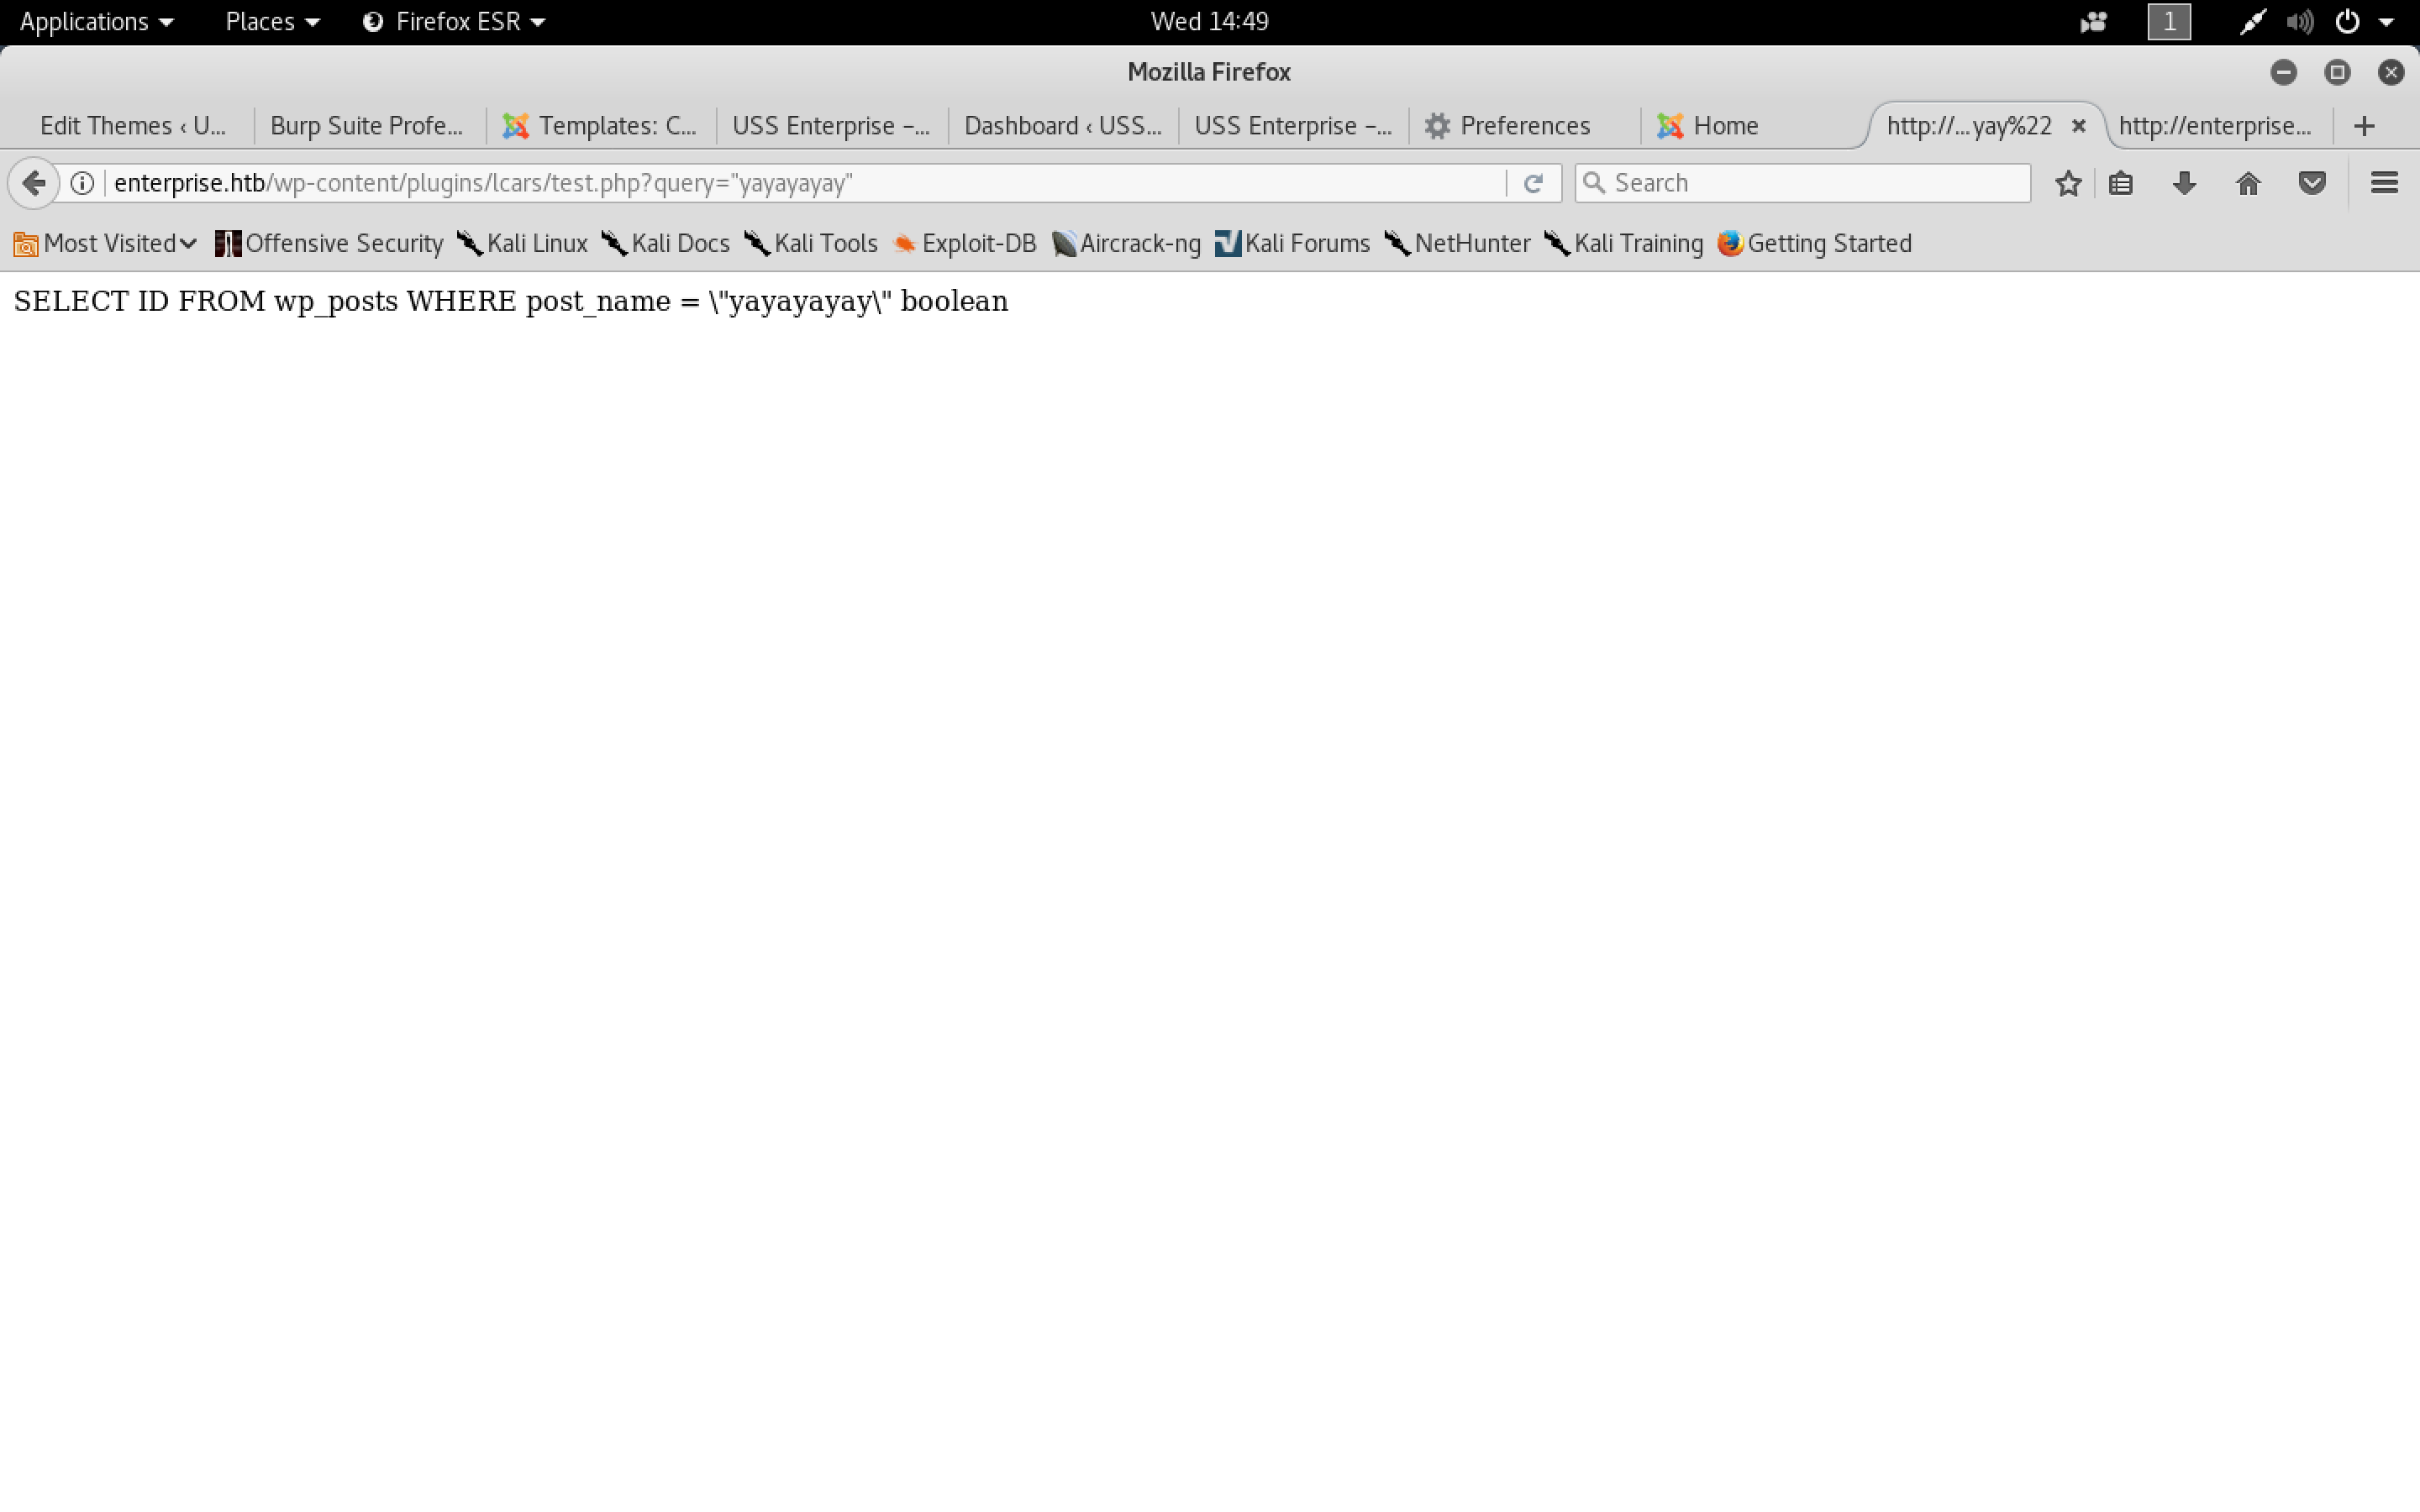 Applications Places Firefox ESR Wed 14:49 1
Mozilla Firefox
Edit Themes ‹ U... Burp Suite Profe... Templates: C... USS Enterprise –... Dashboard ‹ USS... USS Enterprise –... Preferences Home http://...yay%22 http://enterprise...
enterprise.htb/wp-content/plugins/lcars/test.php?query="yayayayay" Search
Most Visited Offensive Security Kali Linux Kali Docs Kali Tools Exploit-DB Aircrack-ng Kali Forums NetHunter Kali Training Getting Started
SELECT ID FROM wp_posts WHERE post_name = \"yayayayay\" boolean